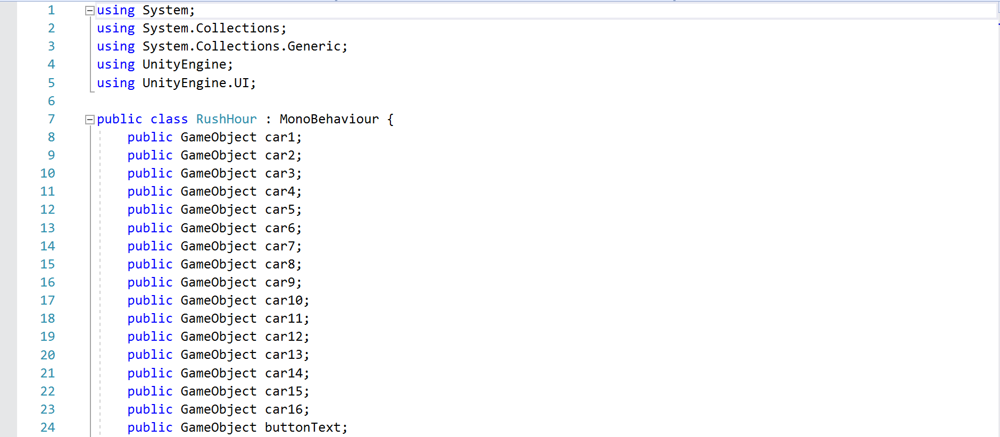 1 using System;
2 using System.Collections;
3 using System.Collections.Generic;
4 using UnityEngine;
5 using UnityEngine.UI;
6
7 public class RushHour : MonoBehaviour {
8 public GameObject car1;
9 public GameObject car2;
10 public GameObject car3;
11 public GameObject car4;
12 public GameObject car5;
13 public GameObject car6;
14 public GameObject car7;
15 public GameObject car8;
16 public GameObject car9;
17 public GameObject car10;
18 public GameObject car11;
19 public GameObject car12;
20 public GameObject car13;
21 public GameObject car14;
22 public GameObject car15;
23 public GameObject car16;
24 public GameObject buttonText;